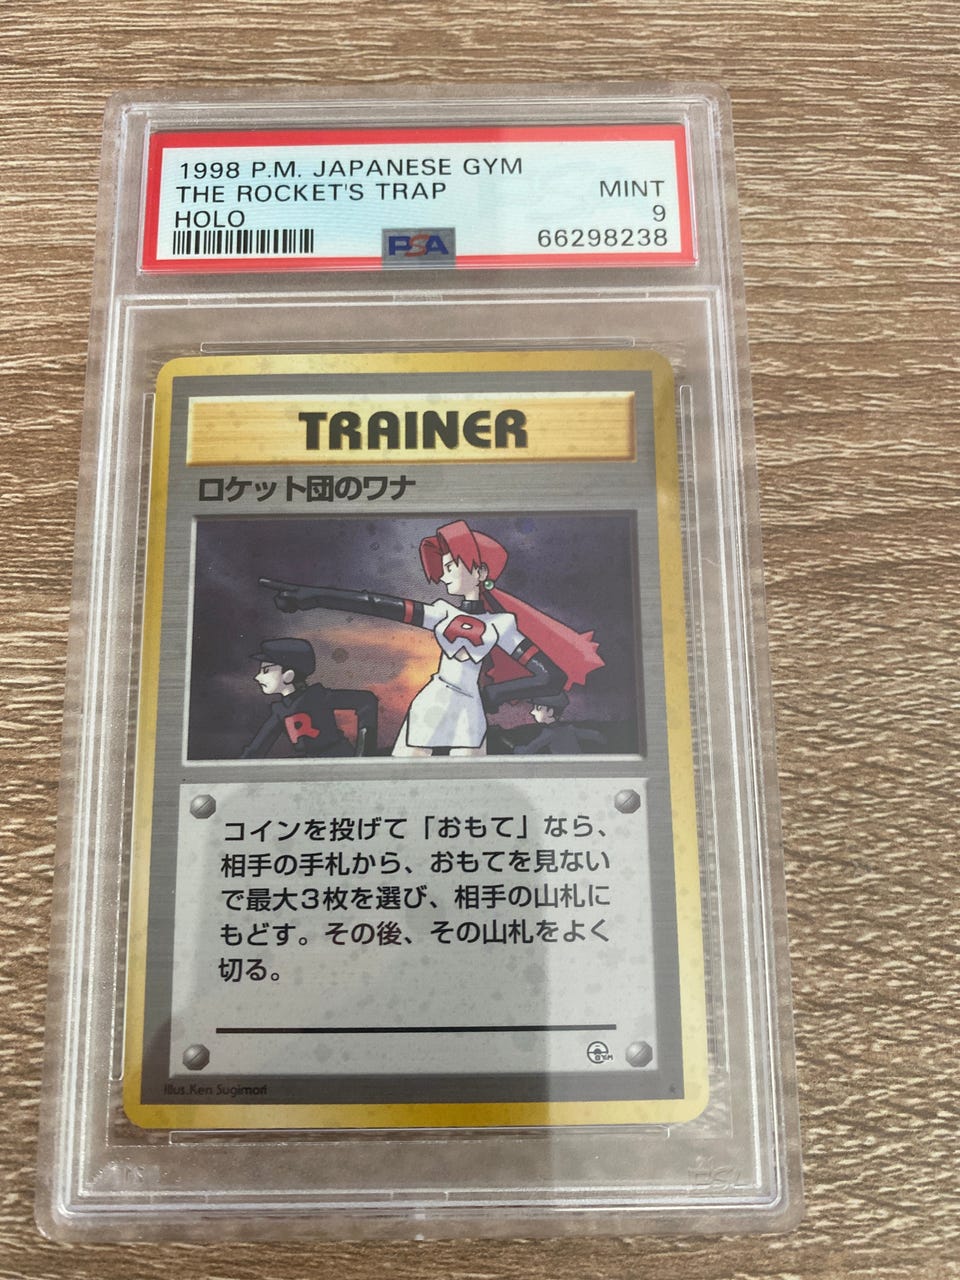 1998 P.M. JAPANESE GYM
THE ROCKET'S TRAP MINT
HOLO 9
PSA 66298238
TRAINER
ロケット団のワナ
R
R
コインを投げて「おもて」なら、
相手の手札から、おもてを見ない
で最大3枚を選び、相手の山札に
もどす。その後、その山札をよく
切る。
GYM
Illus.Ken Sugimori
PSA